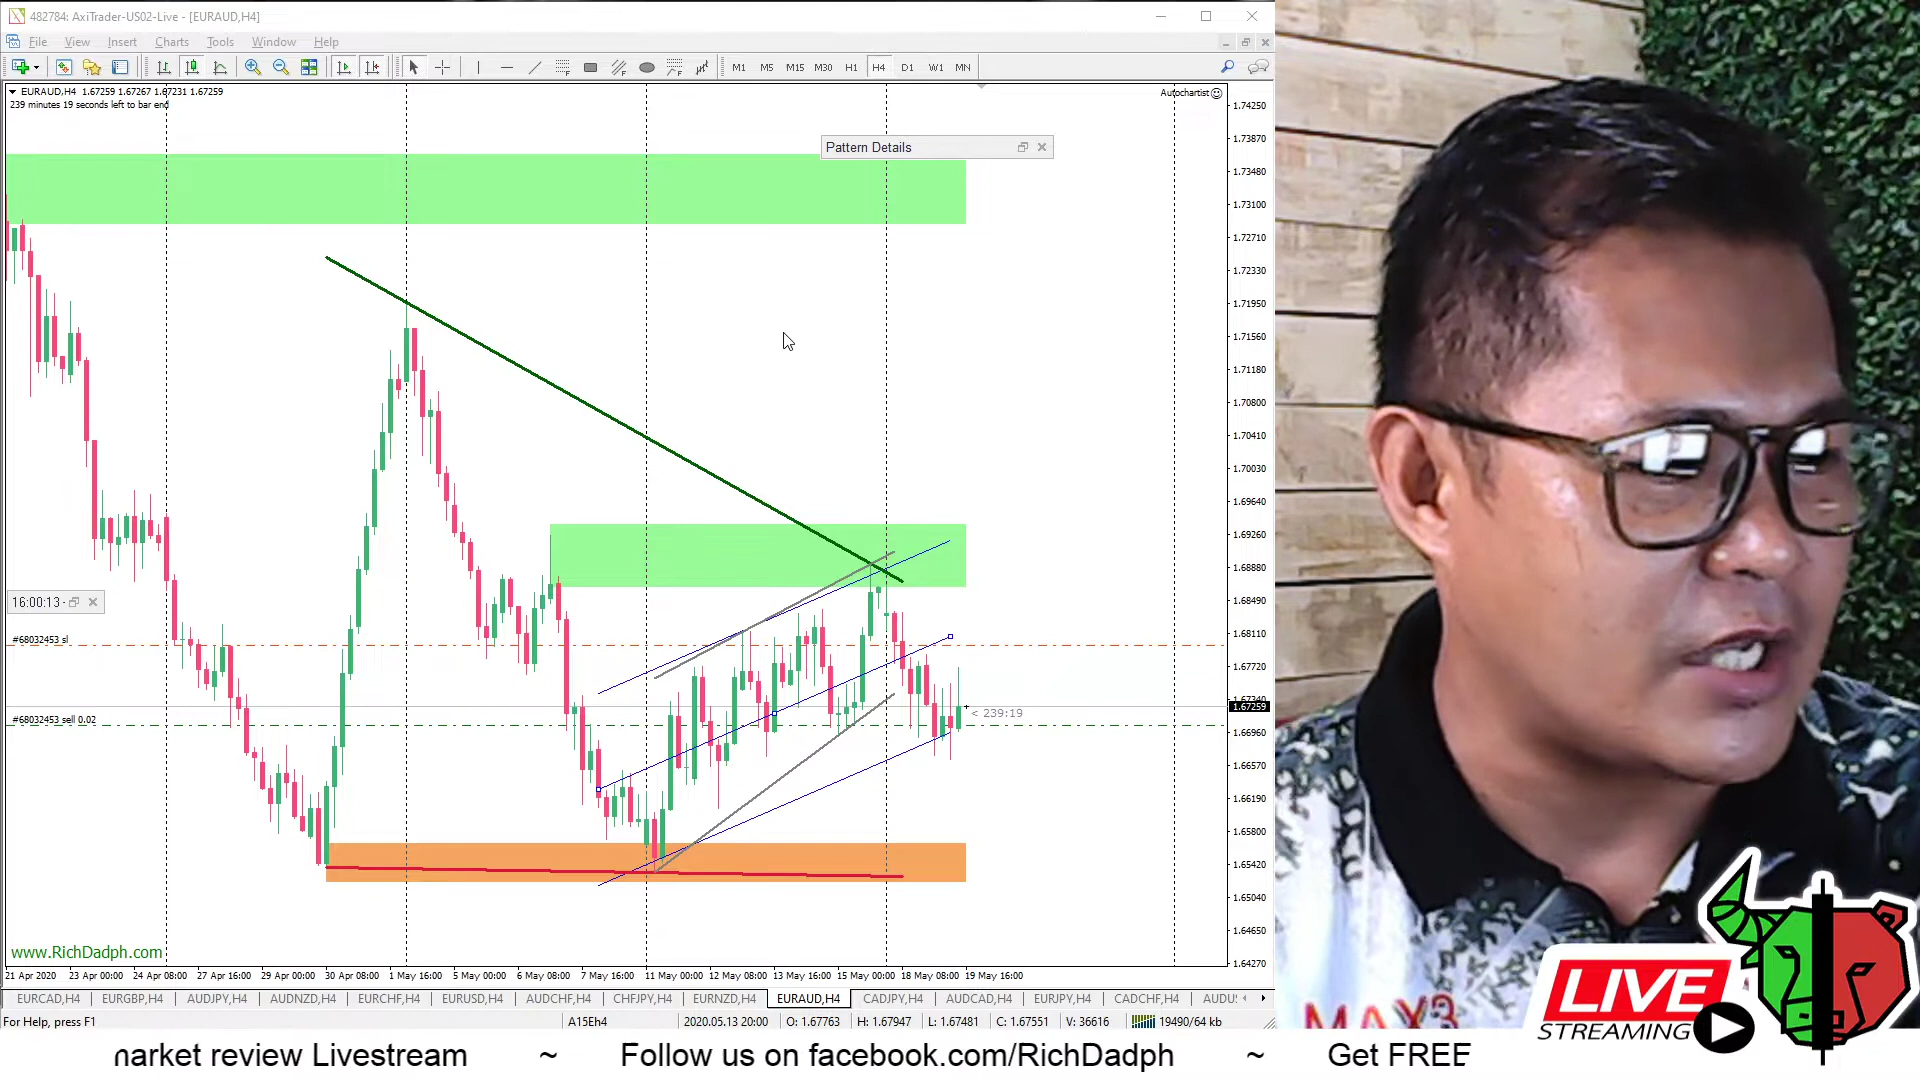 482784: AxiTrader-US02-Live - [EURAUD,H4]
File View Insert Charts Tools Window Help
M1 M5 M15 M30 H1 H4 D1 W1 MN
EURAUD,H4 1.67259 1.67267 1.67231 1.67259
239 minutes 19 seconds left to bar end
Autochartist
Pattern Details
1.74250
1.73870
1.73480
1.73100
1.72710
1.72330
1.71950
1.71560
1.71180
1.70800
1.70410
1.70030
1.69640
1.69260
1.68880
1.68490
1.68110
1.67720
1.67340
1.67259
1.66960
1.66570
1.66190
1.65800
1.65420
1.65040
1.64650
1.64270
16:00:13 -
#68032453 sl
#68032453 sell 0.02
< 239:19
www.RichDadph.com
21 Apr 2020 23 Apr 00:00 24 Apr 08:00 27 Apr 16:00 29 Apr 00:00 30 Apr 08:00 1 May 16:00 5 May 00:00 6 May 08:00 7 May 16:00 11 May 00:00 12 May 08:00 13 May 16:00 15 May 00:00 18 May 08:00 19 May 16:00
EURCAD,H4 EURGBP,H4 AUDJPY,H4 AUDNZD,H4 EURCHF,H4 EURUSD,H4 AUDCHF,H4 CHFJPY,H4 EURNZD,H4 EURAUD,H4 CADJPY,H4 AUDCAD,H4 EURJPY,H4 CADCHF,H4 AUDU
For Help, press F1 A15Eh4 2020.05.13 20:00 O: 1.67763 H: 1.67947 L: 1.67481 C: 1.67551 V: 36616 19490/64 kb
LIVE
STREAMING
MAX3
market review Livestream ~ Follow us on facebook.com/RichDadph ~ Get FREE